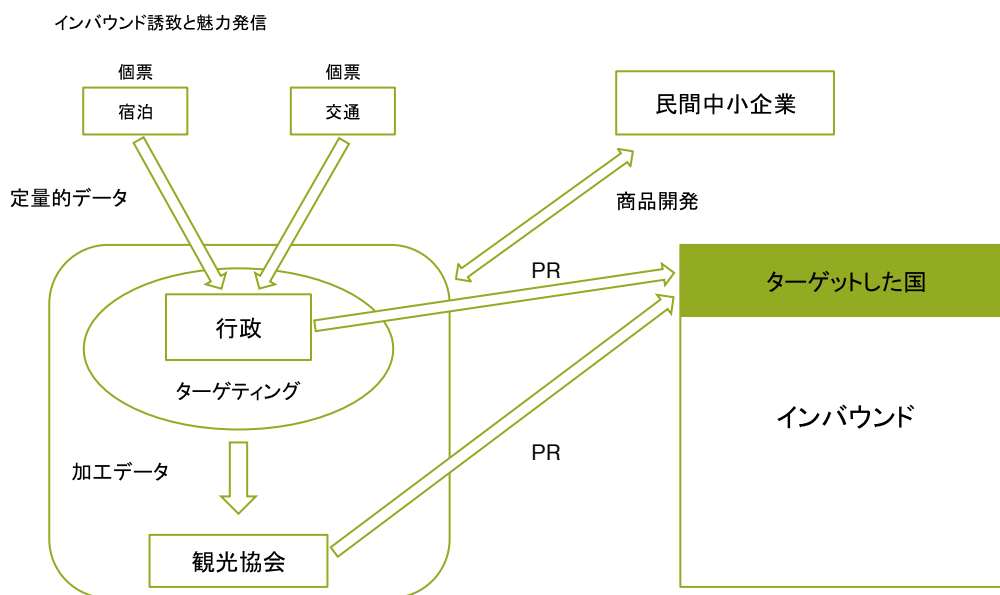 インバウンド誘致と魅力発信
個票
個票
宿泊
交通
民間中小企業
定量的データ
商品開発
PR
ターゲットした国
行政
ターゲティング
インバウンド
加工データ
PR
観光協会